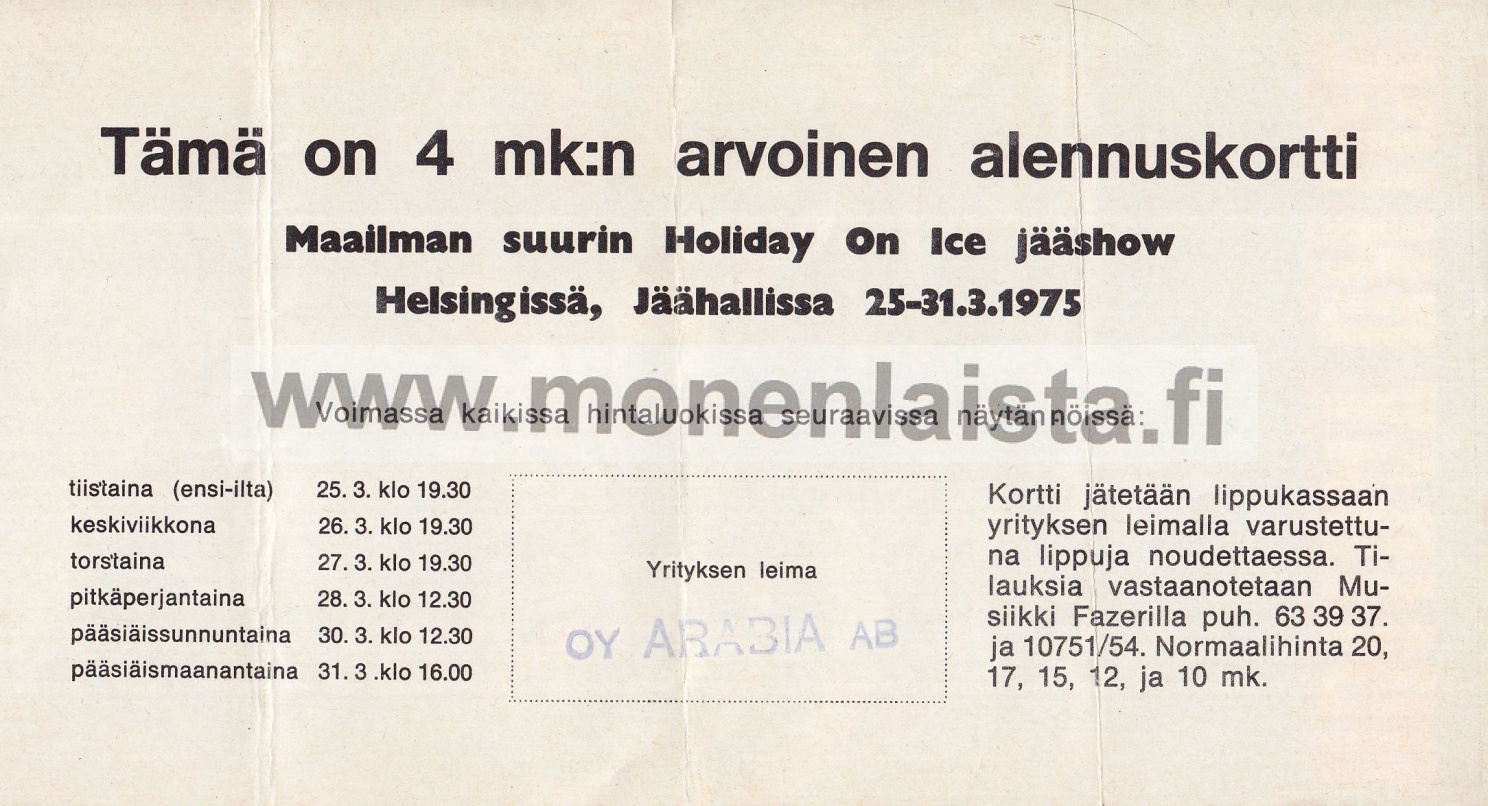 Tämä on 4 mk:n arvoinen alennuskortti
Maailman suurin Holiday On Ice jääshow
Helsingissä, Jäähallissa 25-31.3.1975
www.monenlaista.fi
Voimassa kaikissa hintaluokissa seuraavissa näytännöissä:
tiistaina (ensi-ilta) 25. 3. klo 19.30
keskiviikkona 26. 3. klo 19.30
torstaina 27. 3. klo 19.30
pitkäperjantaina 28. 3. klo 12.30
pääsiäissunnuntaina 30. 3. klo 12.30
pääsiäismaanantaina 31. 3 .klo 16.00
Yrityksen leima
OY ARABIA AB
Kortti jätetään lippukassaan
yrityksen leimalla varustettu-
na lippuja noudettaessa. Ti-
lauksia vastaanotetaan Mu-
siikki Fazerilla puh. 63 39 37.
ja 10751/54. Normaalihinta 20,
17, 15, 12, ja 10 mk.